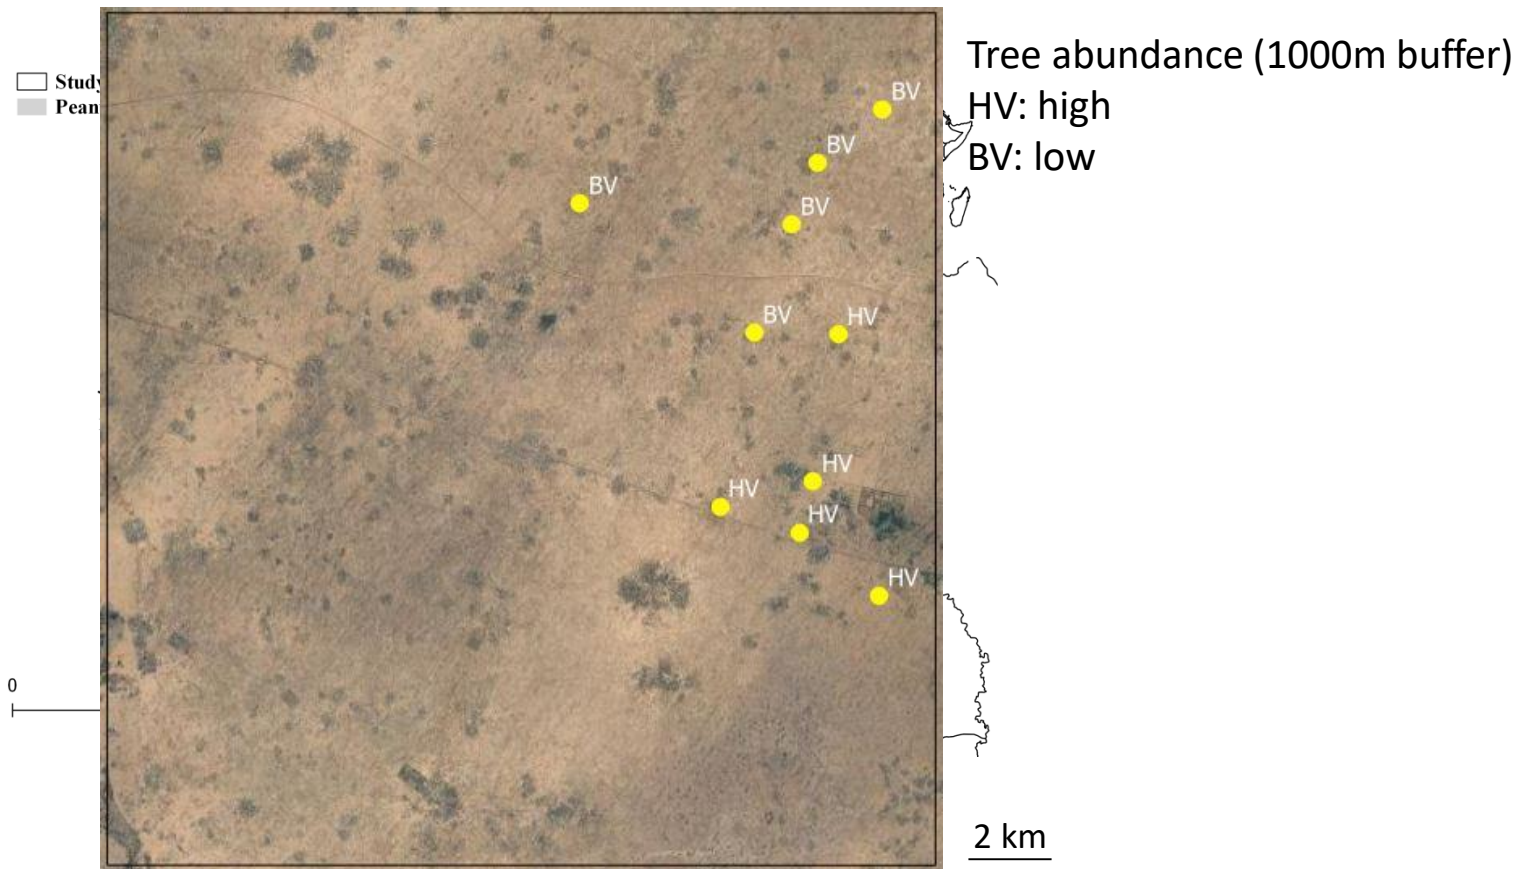 Tree abundance (1000m buffer)
HV: high
BV: low
Study
Pean
BV
BV
BV
BV
BV
HV
HV
HV
HV
HV
0
2 km